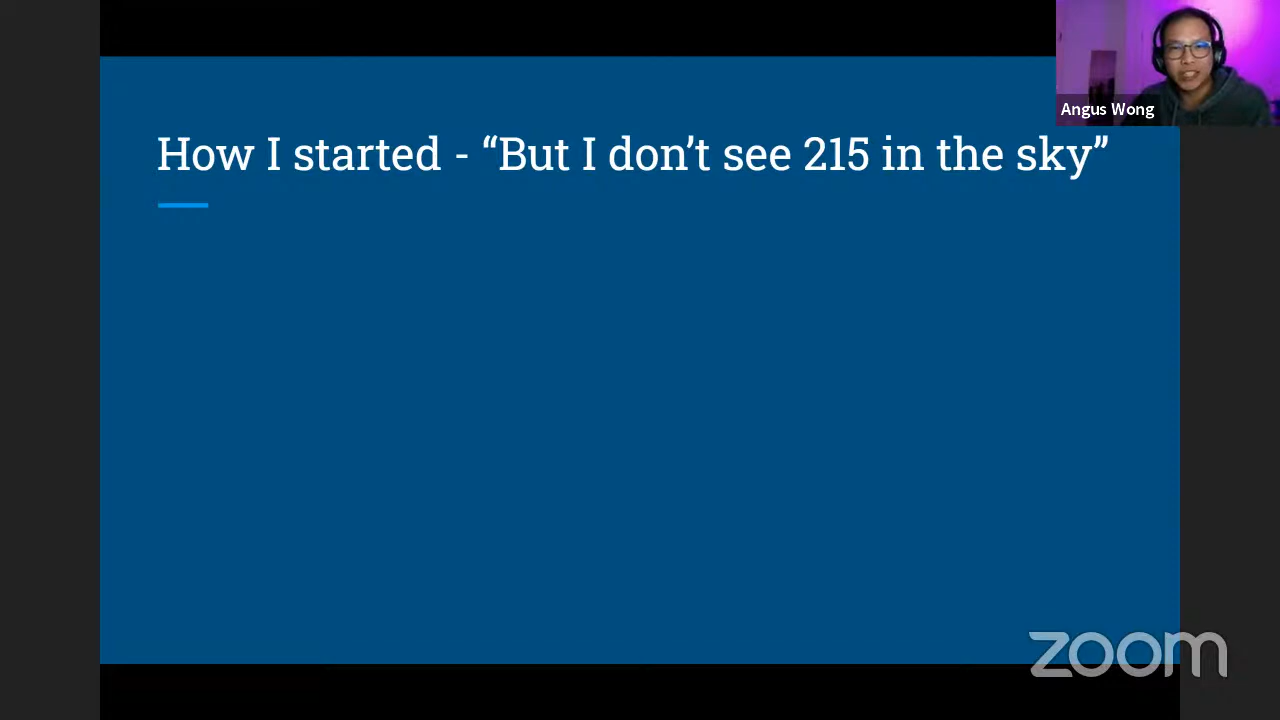 Angus Wong
How I started - “But I don’t see 215 in the sky”
zoom